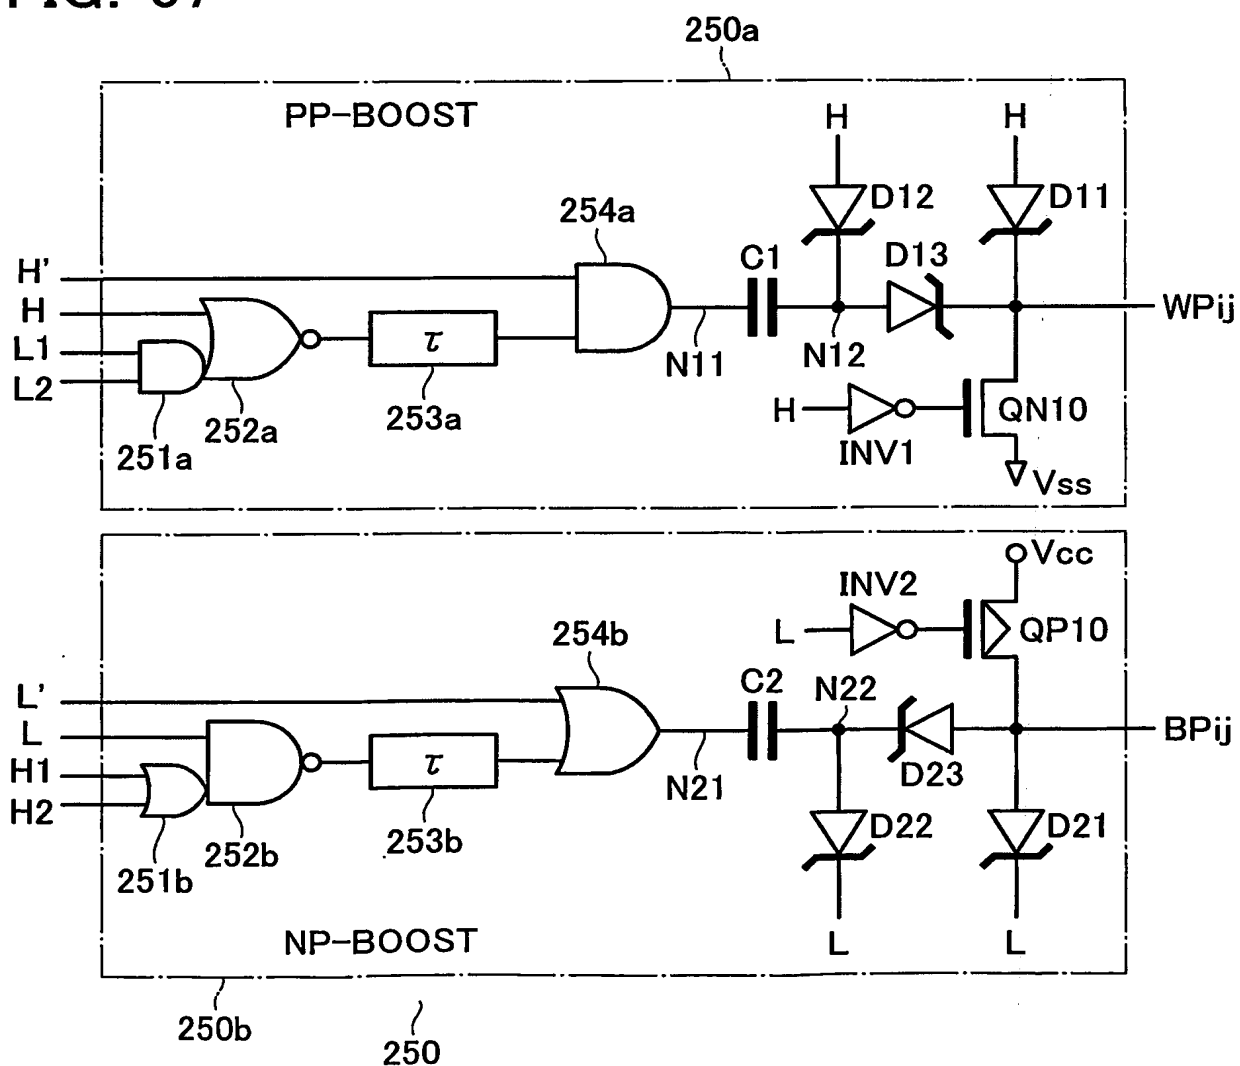 250a
PP-BOOST
H H
D12 D11
254a
C1 D13
H'
H
L1
L2
τ
N11 N12
WPij
251a 252a 253a
H INV1 QN10
Vss
Vcc
INV2
L QP10
254b
C2 N22
L'
L
H1
H2
τ
N21
D23
BPij
251b 252b 253b
D22 D21
L L
NP-BOOST
250b
250